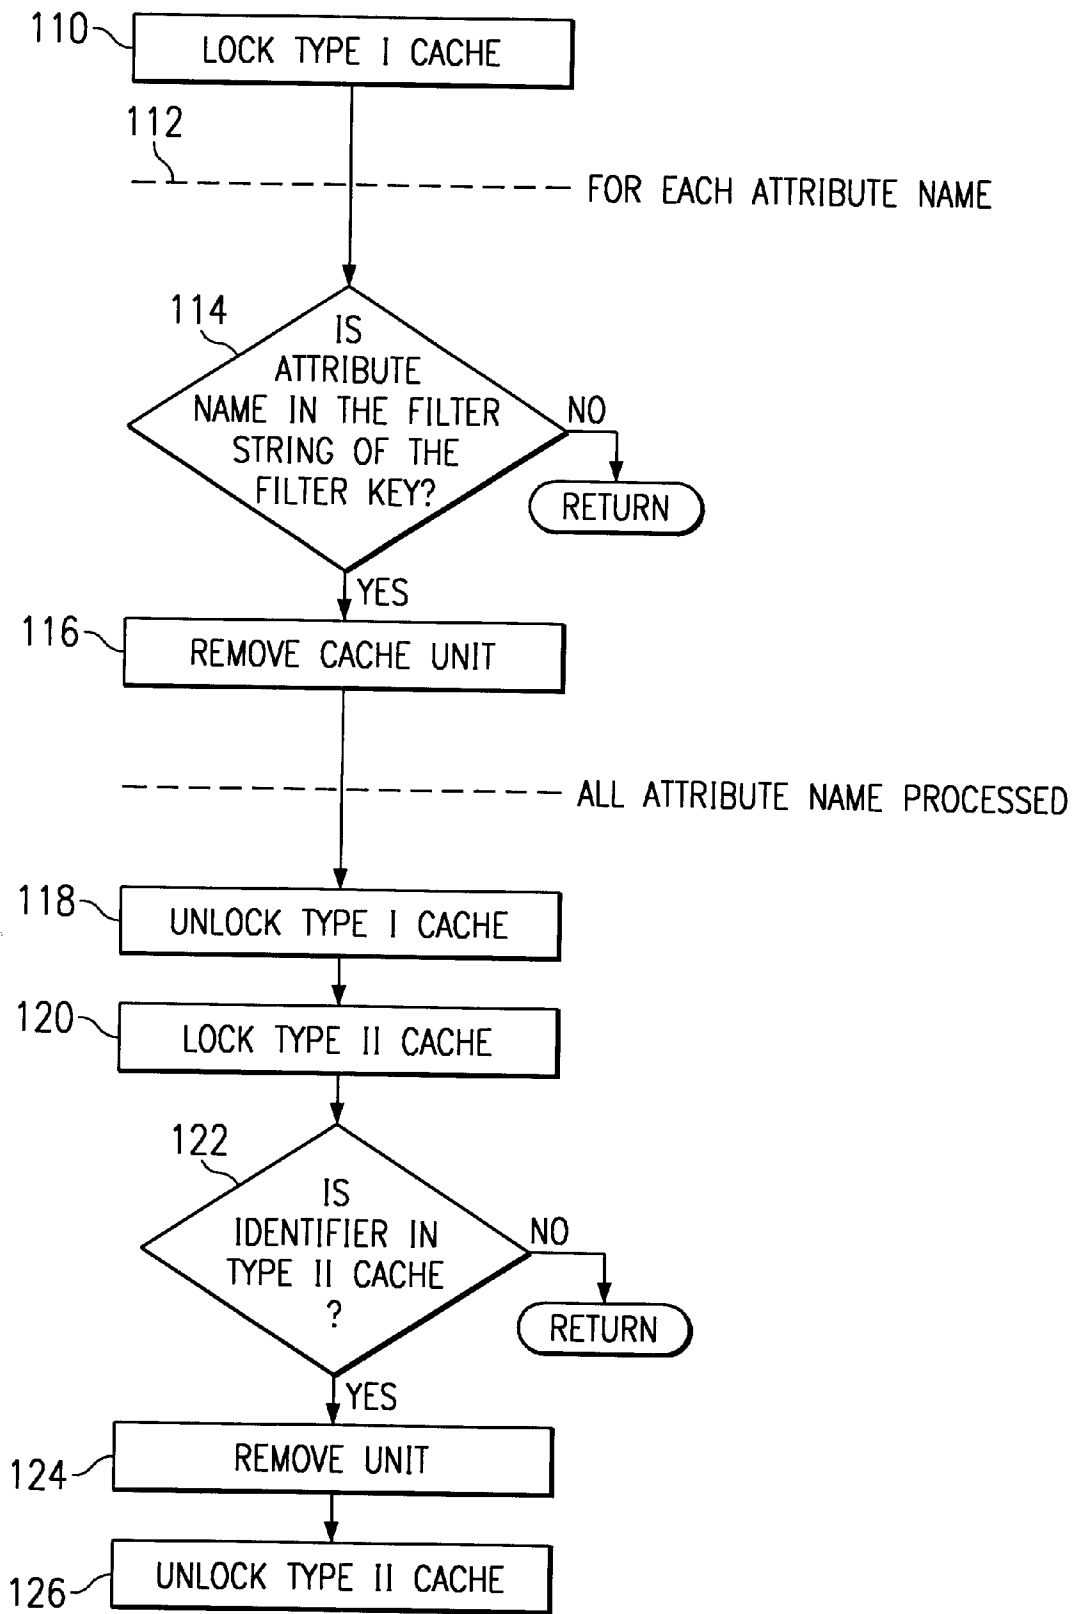 110
LOCK TYPE I CACHE
112
FOR EACH ATTRIBUTE NAME
114
IS
ATTRIBUTE
NAME IN THE FILTER
STRING OF THE
FILTER KEY?
NO
RETURN
YES
116
REMOVE CACHE UNIT
ALL ATTRIBUTE NAME PROCESSED
118
UNLOCK TYPE I CACHE
120
LOCK TYPE II CACHE
122
IS
IDENTIFIER IN
TYPE II CACHE
?
NO
RETURN
YES
124
REMOVE UNIT
126
UNLOCK TYPE II CACHE